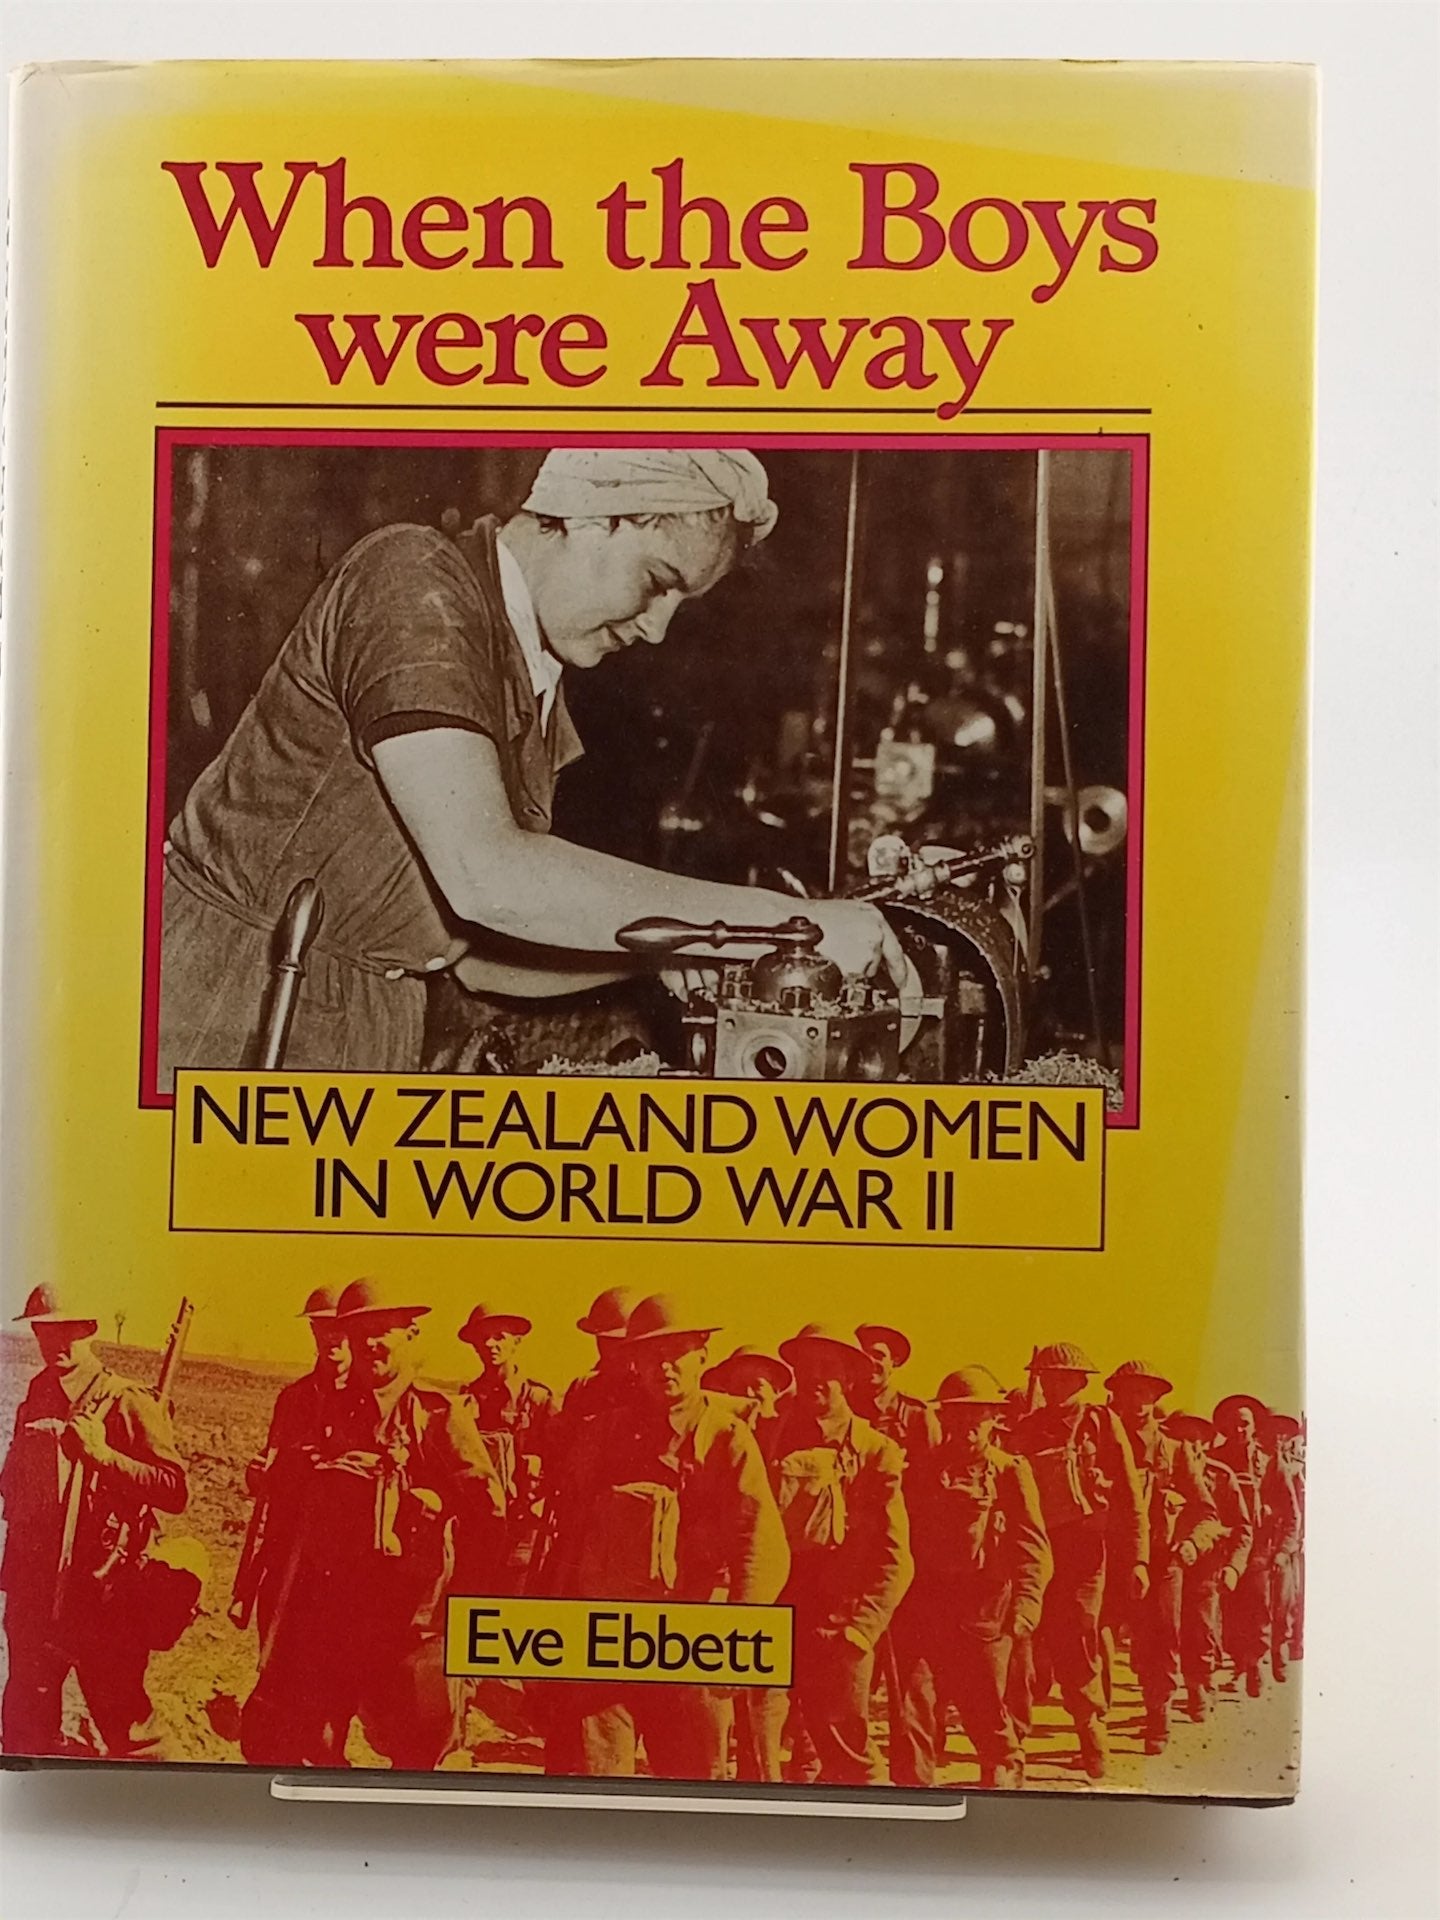 When the Boys
were Away
NEW ZEALAND WOMEN
IN WORLD WAR II
Eve Ebbett